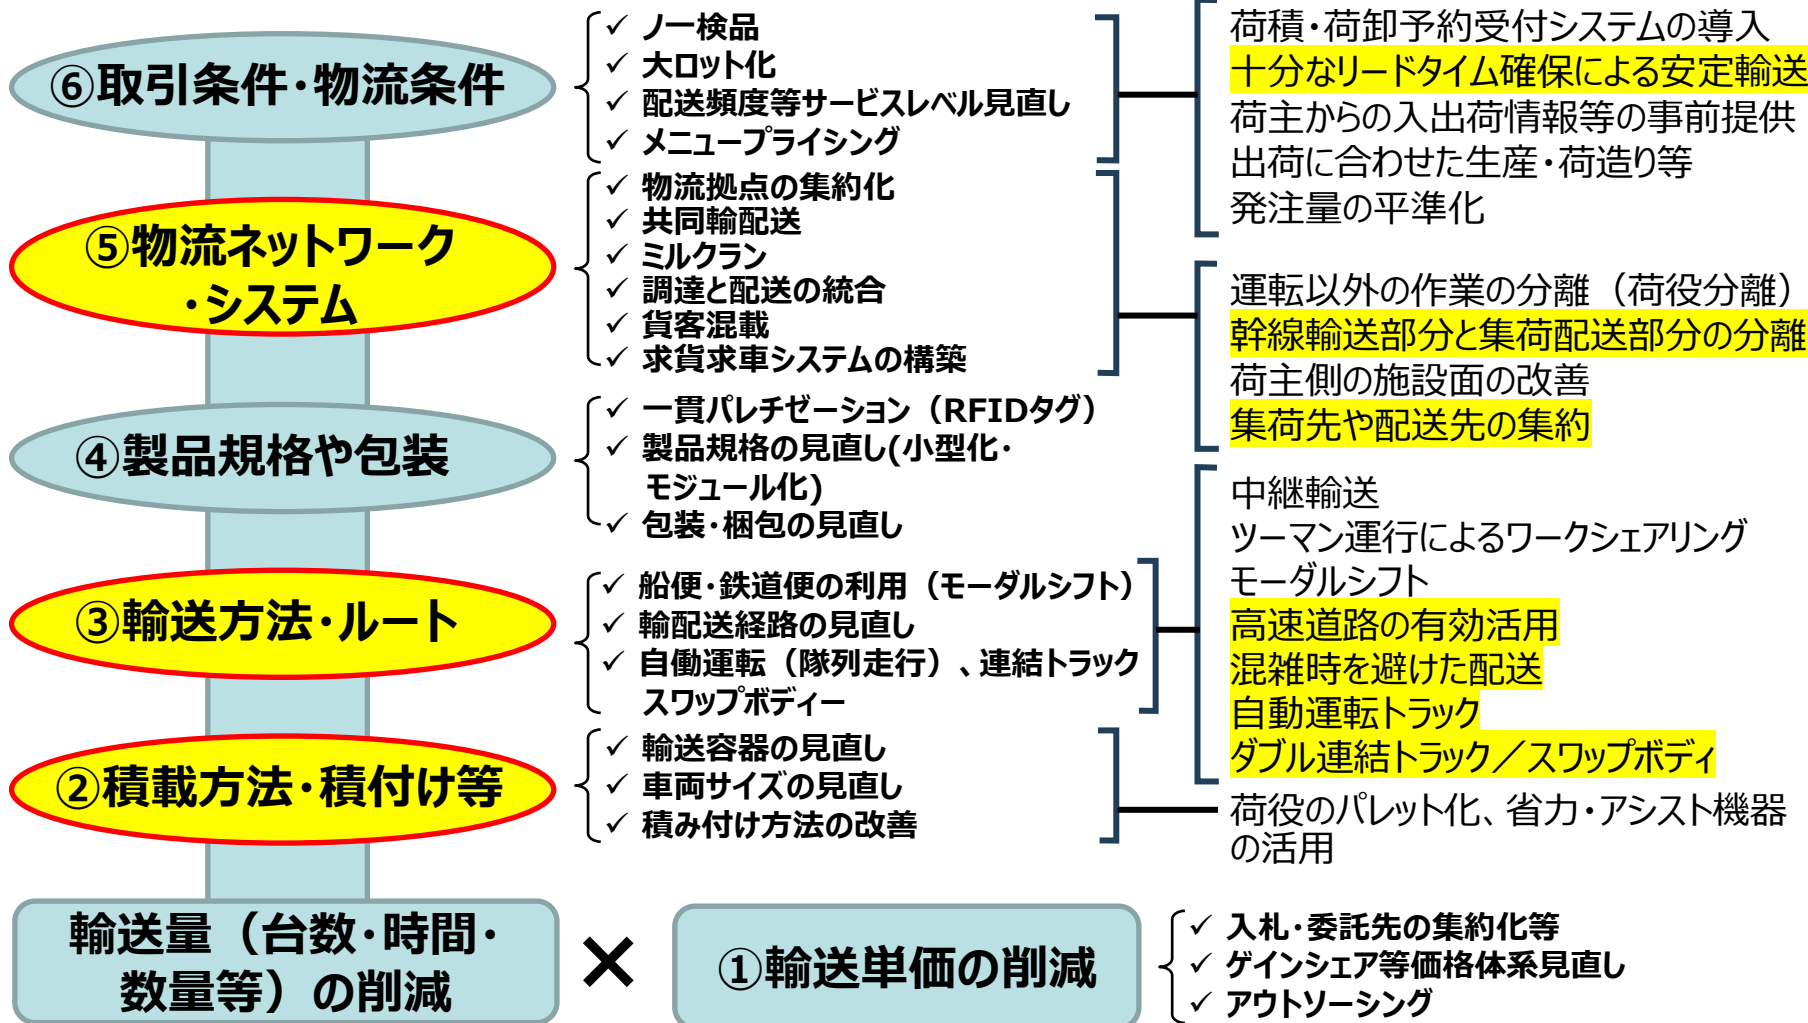 ⑥取引条件・物流条件
✓ ノー検品
✓ 大ロット化
✓ 配送頻度等サービスレベル見直し
✓ メニュープライシング
荷積・荷卸予約受付システムの導入
十分なリードタイム確保による安定輸送
荷主からの入出荷情報等の事前提供
出荷に合わせた生産・荷造り等
発注量の平準化
⑤物流ネットワーク
・システム
✓ 物流拠点の集約化
✓ 共同輸配送
✓ ミルクラン
✓ 調達と配送の統合
✓ 貨客混載
✓ 求貨求車システムの構築
運転以外の作業の分離（荷役分離）
幹線輸送部分と集荷配送部分の分離
荷主側の施設面の改善
集荷先や配送先の集約
④製品規格や包装
✓ 一貫パレチゼーション（RFIDタグ）
✓ 製品規格の見直し(小型化・
モジュール化)
✓ 包装・梱包の見直し
③輸送方法・ルート
✓ 船便・鉄道便の利用（モーダルシフト）
✓ 輸配送経路の見直し
✓ 自働運転（隊列走行）、連結トラック
スワップボディー
中継輸送
ツーマン運行によるワークシェアリング
モーダルシフト
高速道路の有効活用
混雑時を避けた配送
自動運転トラック
ダブル連結トラック／スワップボディ
②積載方法・積付け等
✓ 輸送容器の見直し
✓ 車両サイズの見直し
✓ 積み付け方法の改善
荷役のパレット化、省力・アシスト機器
の活用
輸送量（台数・時間・
数量等）の削減
×
①輸送単価の削減
✓ 入札・委託先の集約化等
✓ ゲインシェア等価格体系見直し
✓ アウトソーシング